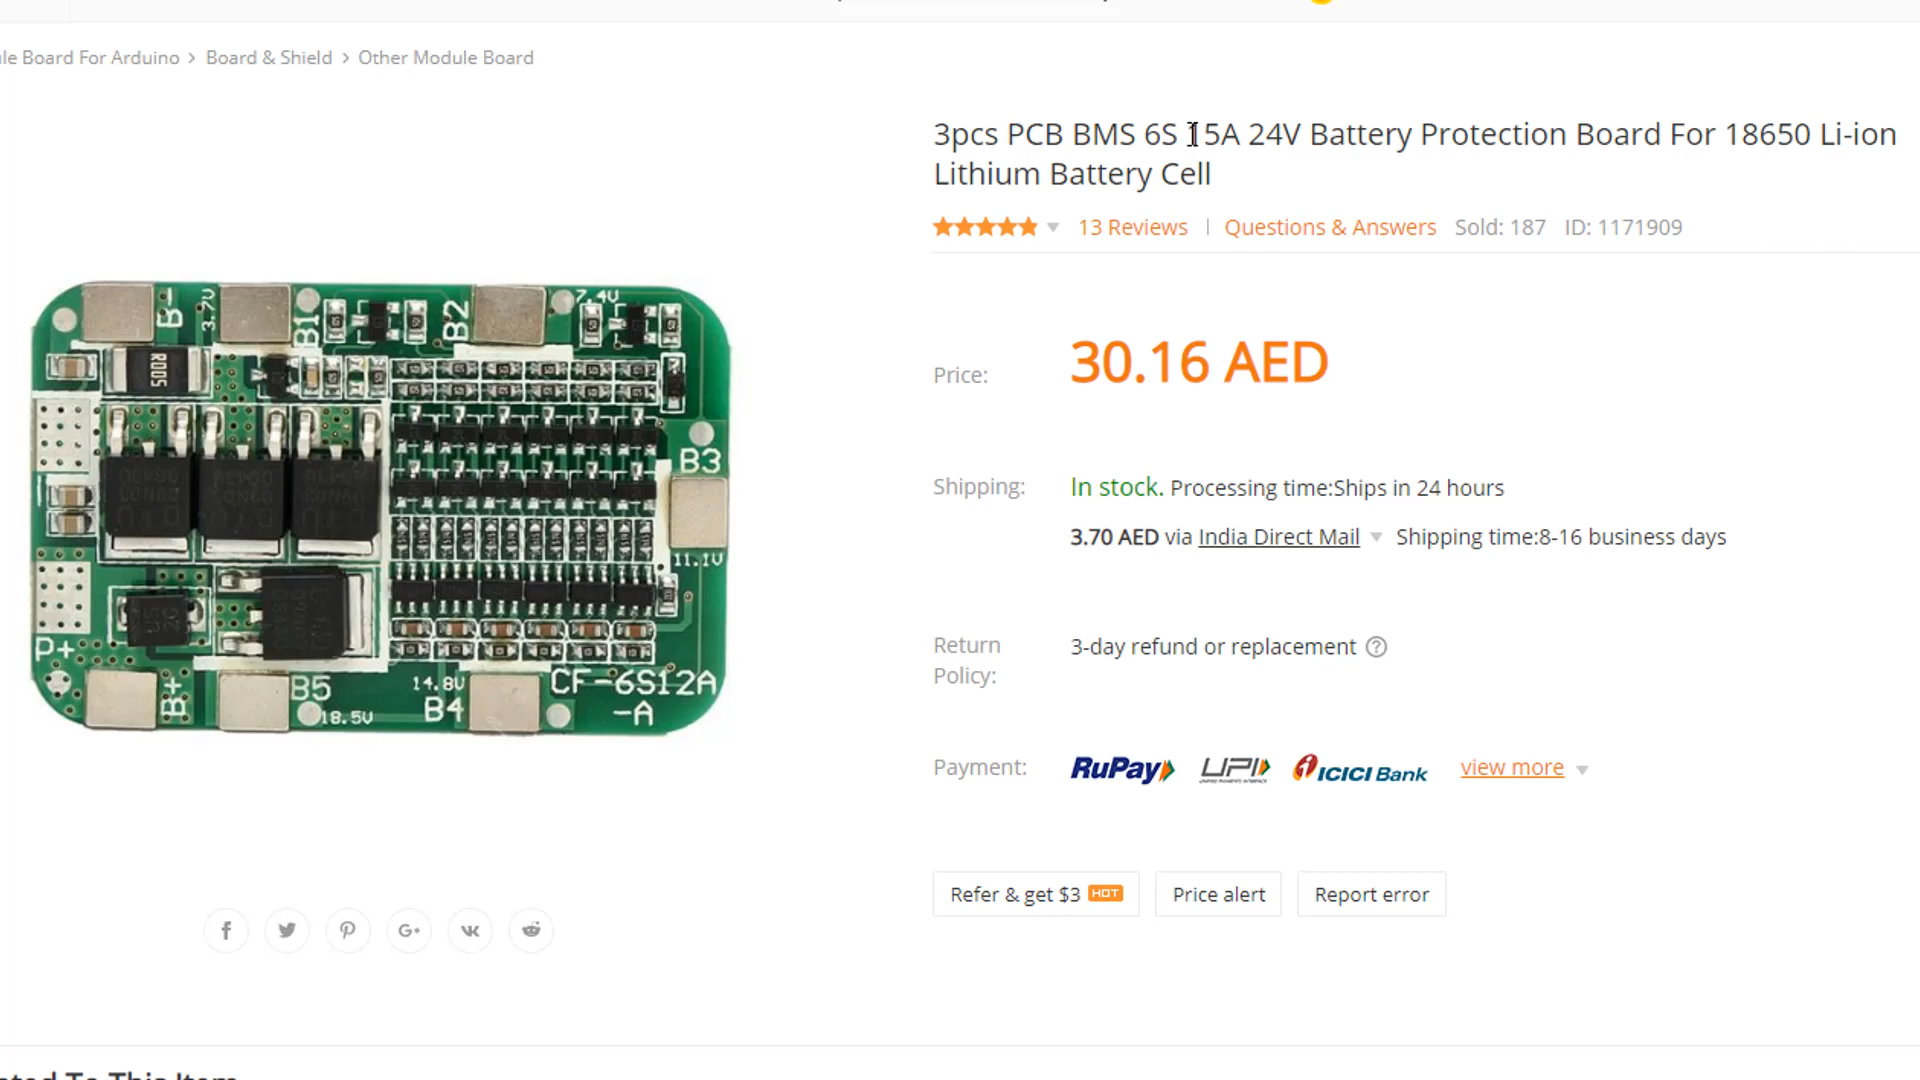 le Board For Arduino > Board & Shield > Other Module Board
3pcs PCB BMS 6S 15A 24V Battery Protection Board For 18650 Li-ion
Lithium Battery Cell
13 Reviews | Questions & Answers Sold: 187 ID: 1171909
Price: 30.16 AED
Shipping: In stock. Processing time:Ships in 24 hours
3.70 AED via India Direct Mail Shipping time:8-16 business days
Return
Policy:
3-day refund or replacement ?
Payment: RuPay UPI ICICI Bank view more
Refer & get $3 HOT Price alert Report error
B-
3.7V
B1
B2
7.4V
R005
B3
11.1V
P+
B+
B5
18.5V
14.8V
B4
CF-6S12A
-A
f
G+
VK
To This Item